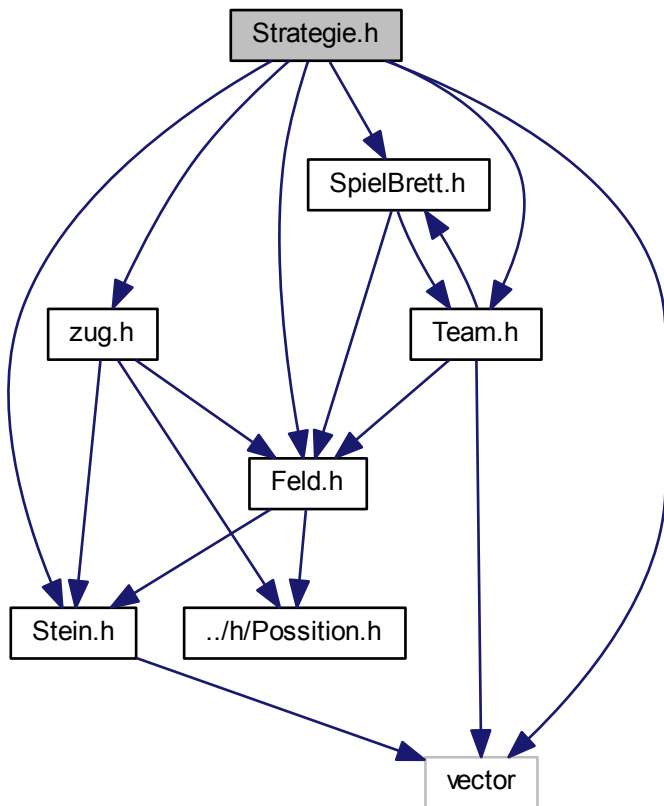 Strategie.h
SpielBrett.h
zug.h
Team.h
Feld.h
Stein.h
../h/Possition.h
vector